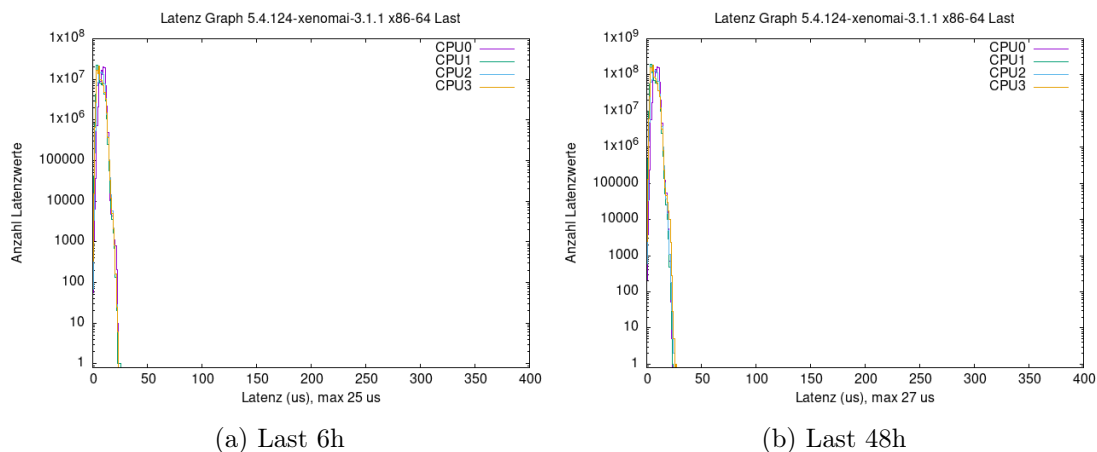 Latenz Graph 5.4.124-xenomai-3.1.1 x86-64 Last
1x10^8
1x10^7
1x10^6
100000
10000
1000
100
10
1
Anzahl Latenzwerte
CPU0
CPU1
CPU2
CPU3
0 50 100 150 200 250 300 350 400
Latenz (us), max 25 us
(a) Last 6h
Latenz Graph 5.4.124-xenomai-3.1.1 x86-64 Last
1x10^9
1x10^8
1x10^7
1x10^6
100000
10000
1000
100
10
1
Anzahl Latenzwerte
CPU0
CPU1
CPU2
CPU3
0 50 100 150 200 250 300 350 400
Latenz (us), max 27 us
(b) Last 48h